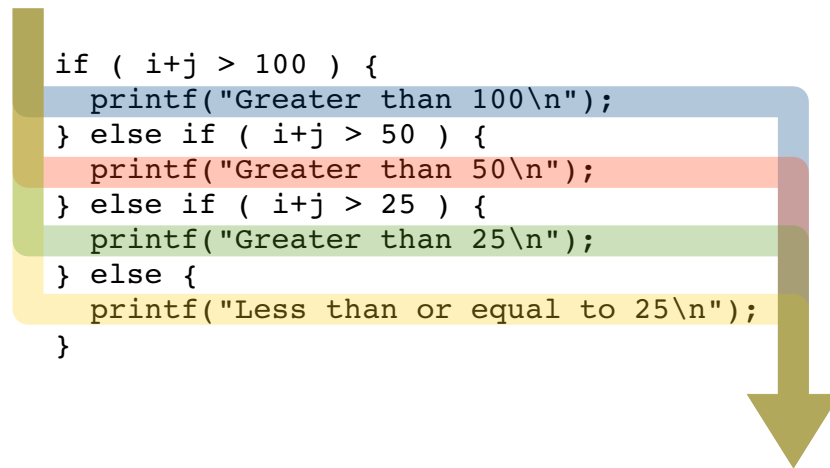 if ( i+j > 100 ) {
  printf("Greater than 100\n");
} else if ( i+j > 50 ) {
  printf("Greater than 50\n");
} else if ( i+j > 25 ) {
  printf("Greater than 25\n");
} else {
  printf("Less than or equal to 25\n");
}